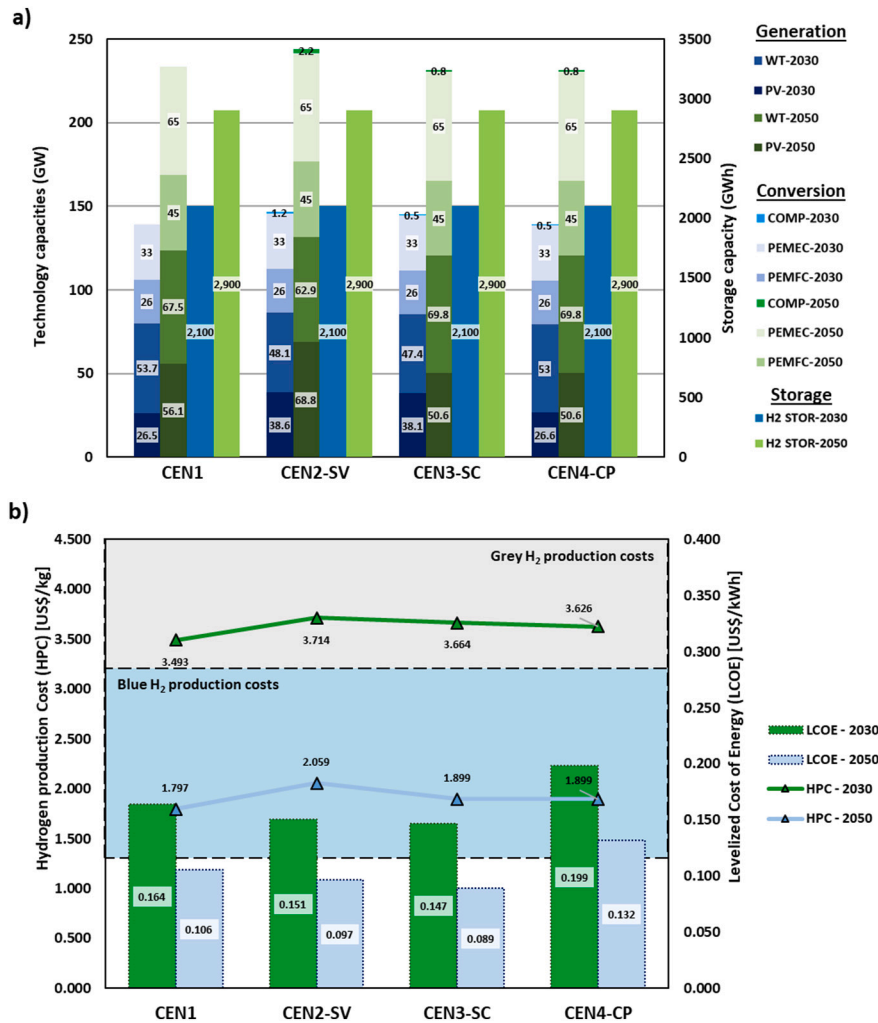 a)
Technology capacities (GW)
250
200
150
100
50
0
33
26
53.7
26.5
65
45
67.5
56.1
2,100
2,900
1.2
33
26
48.1
38.6
2.2
65
45
62.9
68.8
2,100
2,900
0.5
33
26
47.4
38.1
0.8
65
45
69.8
50.6
2,100
2,900
0.5
33
26
53
26.6
0.8
65
45
69.8
50.6
2,100
2,900
CEN1
CEN2-SV
CEN3-SC
CEN4-CP
3500
3000
2500
2000
1500
1000
500
0
Storage capacity (GWh)
Generation
WT-2030
PV-2030
WT-2050
PV-2050
Conversion
COMP-2030
PEMEC-2030
PEMFC-2030
COMP-2050
PEMEC-2050
PEMFC-2050
Storage
H2 STOR-2030
H2 STOR-2050
b)
Hydrogen production Cost (HPC) [US$/kg]
4.500
4.000
3.500
3.000
2.500
2.000
1.500
1.000
0.500
0.000
Grey H2 production costs
3.493
3.714
3.664
3.626
Blue H2 production costs
1.797
2.059
1.899
1.899
0.164
0.106
0.151
0.097
0.147
0.089
0.199
0.132
CEN1
CEN2-SV
CEN3-SC
CEN4-CP
0.400
0.350
0.300
0.250
0.200
0.150
0.100
0.050
0.000
Levelized Cost of Energy (LCOE) [US$/kWh]
LCOE - 2030
LCOE - 2050
HPC - 2030
HPC - 2050